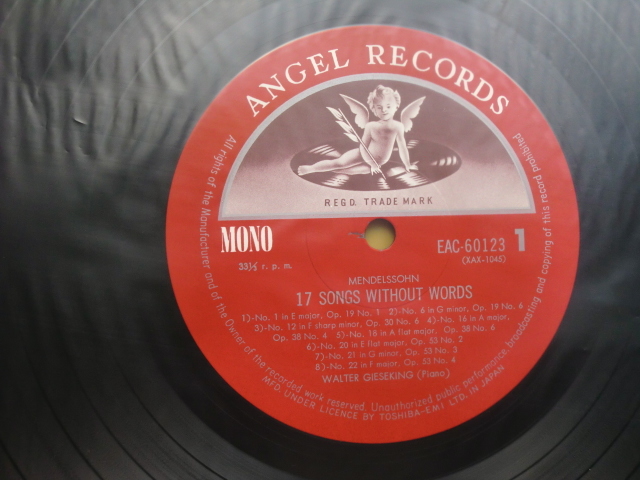 ANGEL RECORDS
REGD. TRADE MARK
MONO
EAC-60123 1
33⅓ r. p. m.
(XAX-1045)
MENDELSSOHN
17 SONGS WITHOUT WORDS
1)-No. 1 in E major, Op. 19 No. 1 2)-No. 6 in G minor, Op. 19 No. 6
3)-No. 12 in F sharp minor, Op. 30 No. 6 4)-No. 16 in A major,
Op. 38 No. 4 5)-No. 18 in A flat major, Op. 38 No. 6
6)-No. 20 in E flat major, Op. 53 No. 2
7)-No. 21 in G minor, Op. 53 No. 3
8)-No. 22 in F major, Op. 53 No. 4
WALTER GIESEKING (Piano)
All rights of the Manufacturer and of the Owner of the recorded work reserved. Unauthorized public performance, broadcasting and copying of this record prohibited
MFD. UNDER LICENCE BY TOSHIBA-EMI LTD. IN JAPAN